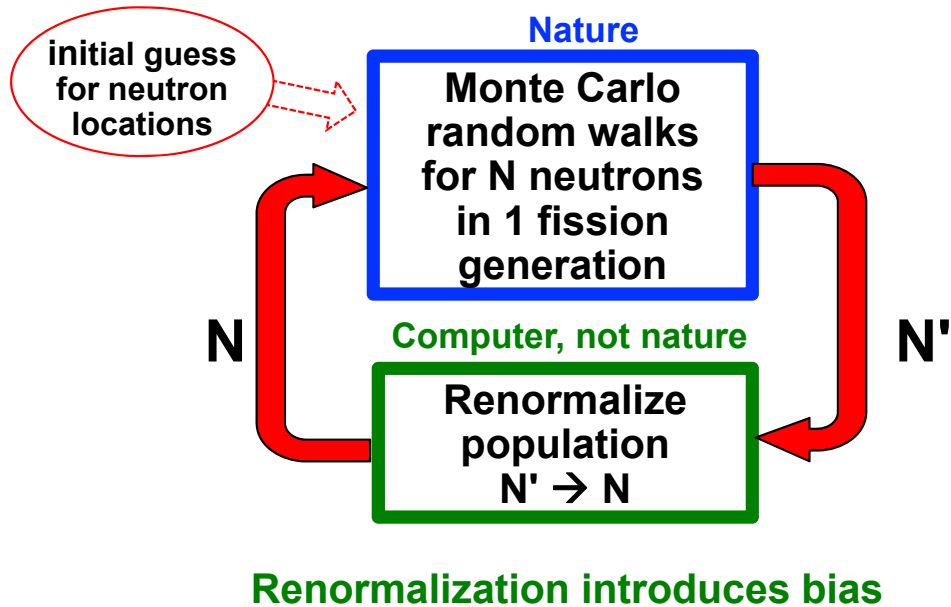 Nature
initial guess
for neutron
locations
Monte Carlo
random walks
for N neutrons
in 1 fission
generation
N
N'
Computer, not nature
Renormalize
population
N' → N
Renormalization introduces bias